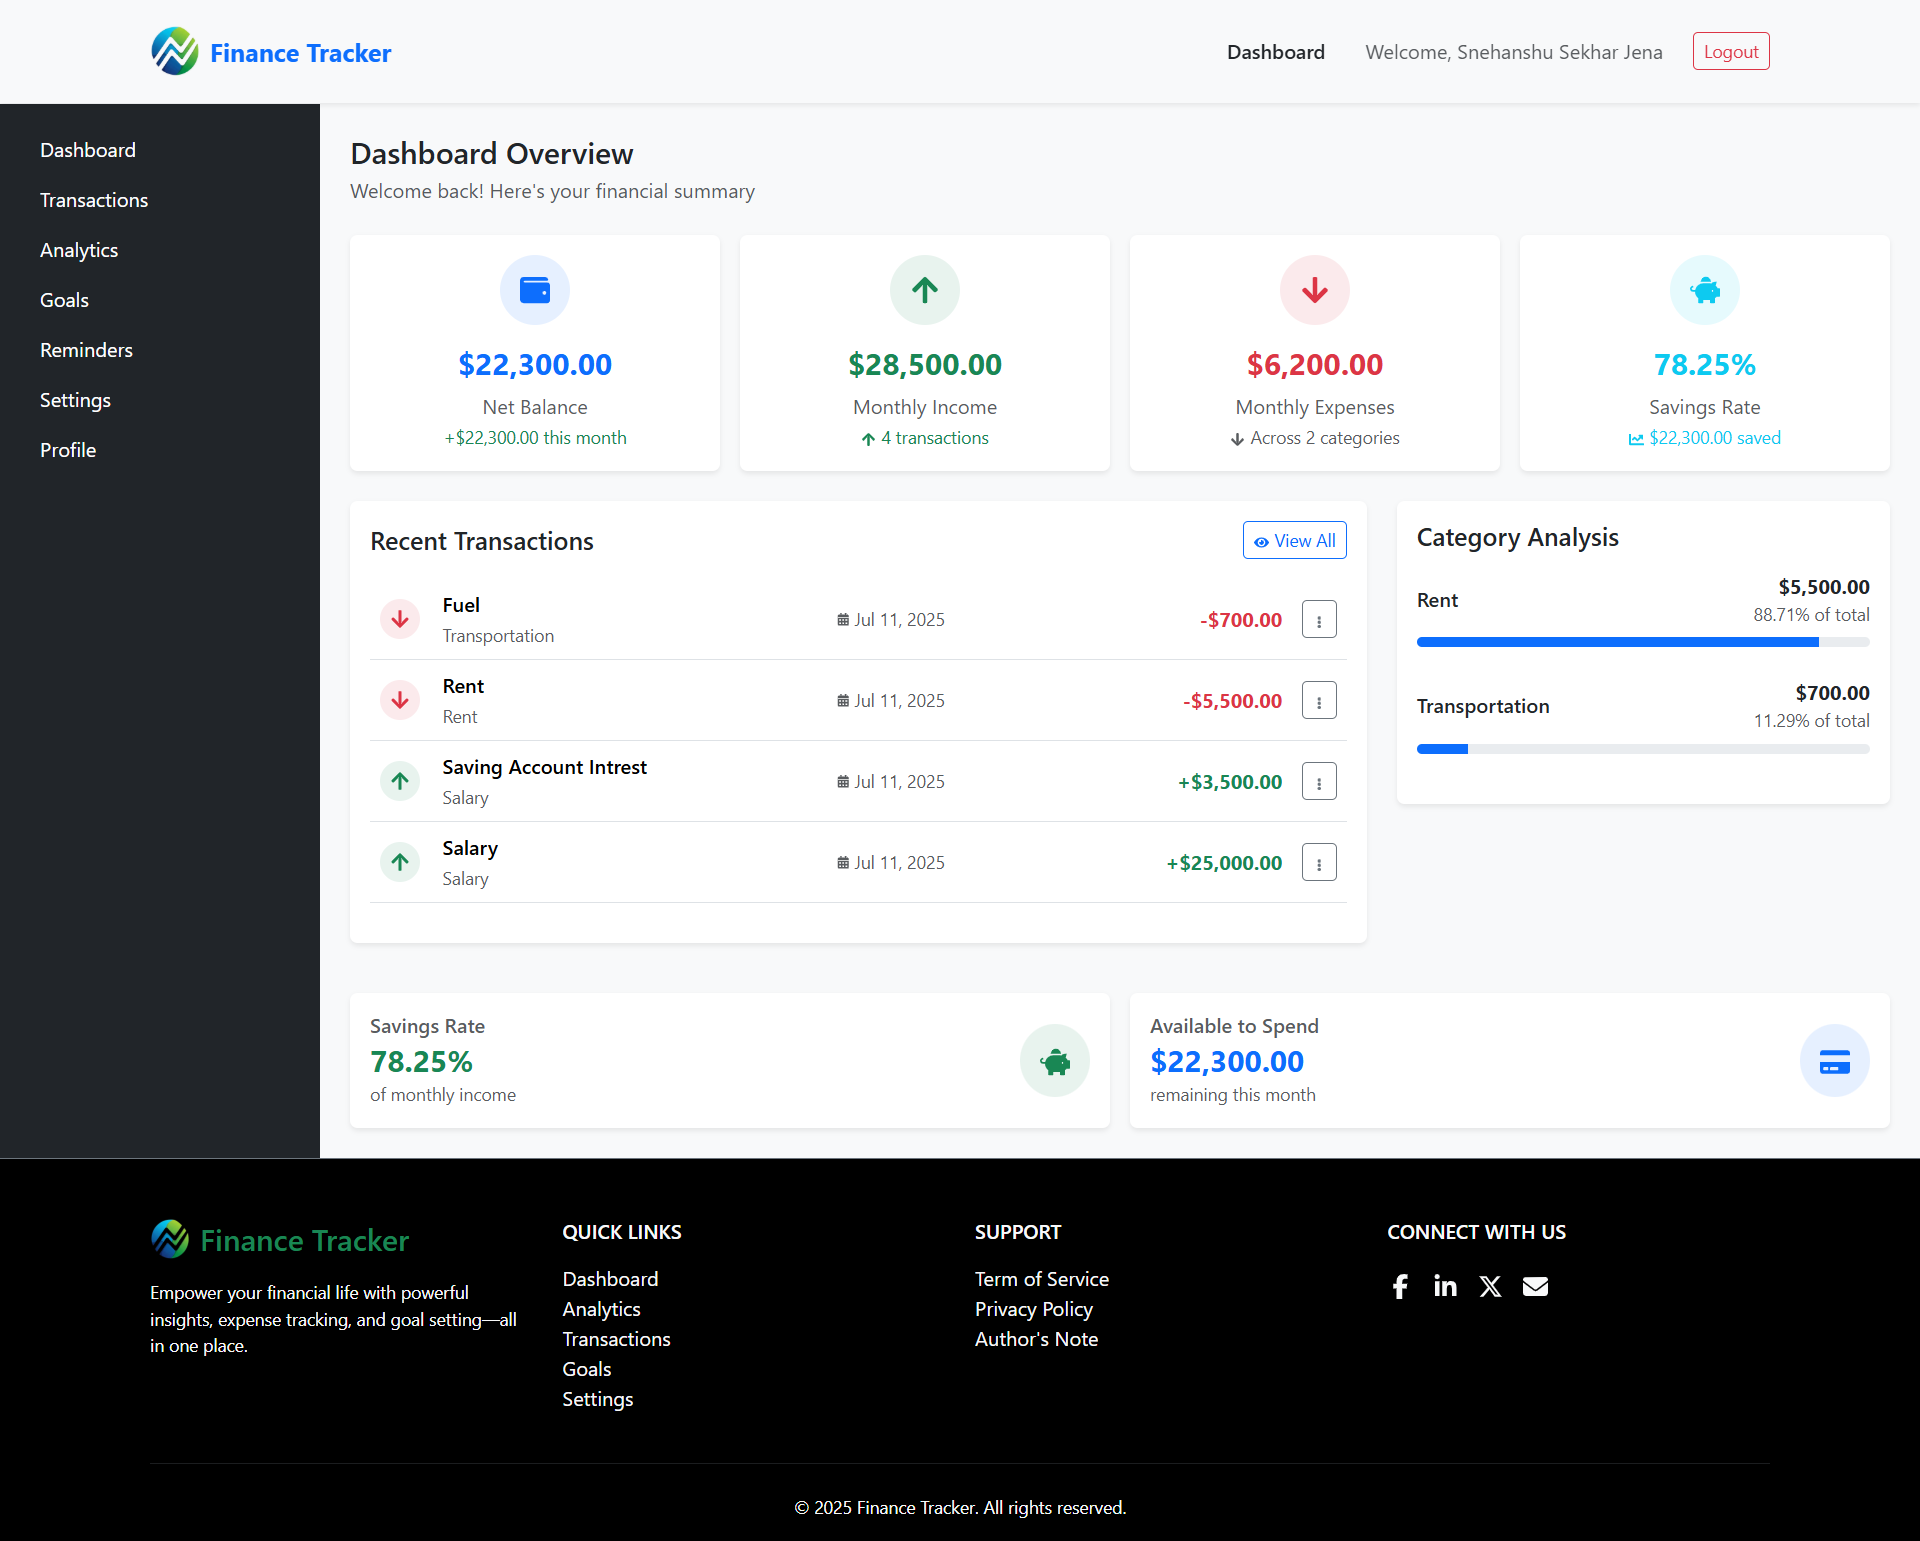 Finance Tracker
Dashboard
Welcome, Snehanshu Sekhar Jena
Logout
Dashboard
Transactions
Analytics
Goals
Reminders
Settings
Profile
Dashboard Overview
Welcome back! Here's your financial summary
$22,300.00
Net Balance
+$22,300.00 this month
$28,500.00
Monthly Income
4 transactions
$6,200.00
Monthly Expenses
Across 2 categories
78.25%
Savings Rate
$22,300.00 saved
Recent Transactions
View All
Fuel
Transportation
Jul 11, 2025
-$700.00
Rent
Rent
Jul 11, 2025
-$5,500.00
Saving Account Intrest
Salary
Jul 11, 2025
+$3,500.00
Salary
Salary
Jul 11, 2025
+$25,000.00
Category Analysis
Rent
$5,500.00
88.71% of total
Transportation
$700.00
11.29% of total
Savings Rate
78.25%
of monthly income
Available to Spend
$22,300.00
remaining this month
Finance Tracker
Empower your financial life with powerful
insights, expense tracking, and goal setting—all
in one place.
QUICK LINKS
Dashboard
Analytics
Transactions
Goals
Settings
SUPPORT
Term of Service
Privacy Policy
Author's Note
CONNECT WITH US
© 2025 Finance Tracker. All rights reserved.